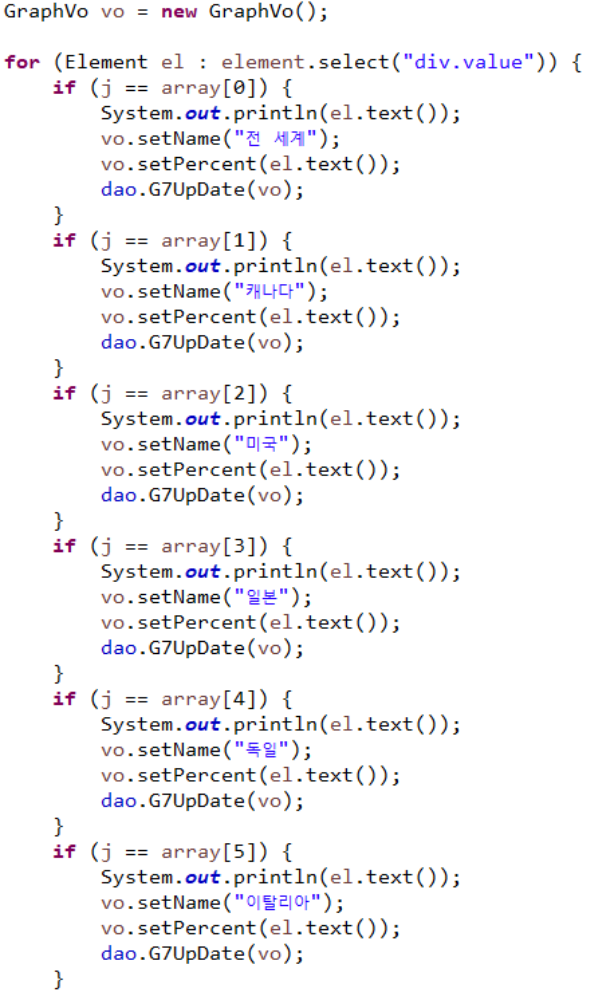 GraphVo vo = new GraphVo();
for (Element el : element.select("div.value")) {
if (j == array[0]) {
System.out.println(el.text());
vo.setName("전 세계");
vo.setPercent(el.text());
dao.G7UpDate(vo);
}
if (j == array[1]) {
System.out.println(el.text());
vo.setName("캐나다");
vo.setPercent(el.text());
dao.G7UpDate(vo);
}
if (j == array[2]) {
System.out.println(el.text());
vo.setName("미국");
vo.setPercent(el.text());
dao.G7UpDate(vo);
}
if (j == array[3]) {
System.out.println(el.text());
vo.setName("일본");
vo.setPercent(el.text());
dao.G7UpDate(vo);
}
if (j == array[4]) {
System.out.println(el.text());
vo.setName("독일");
vo.setPercent(el.text());
dao.G7UpDate(vo);
}
if (j == array[5]) {
System.out.println(el.text());
vo.setName("이탈리아");
vo.setPercent(el.text());
dao.G7UpDate(vo);
}